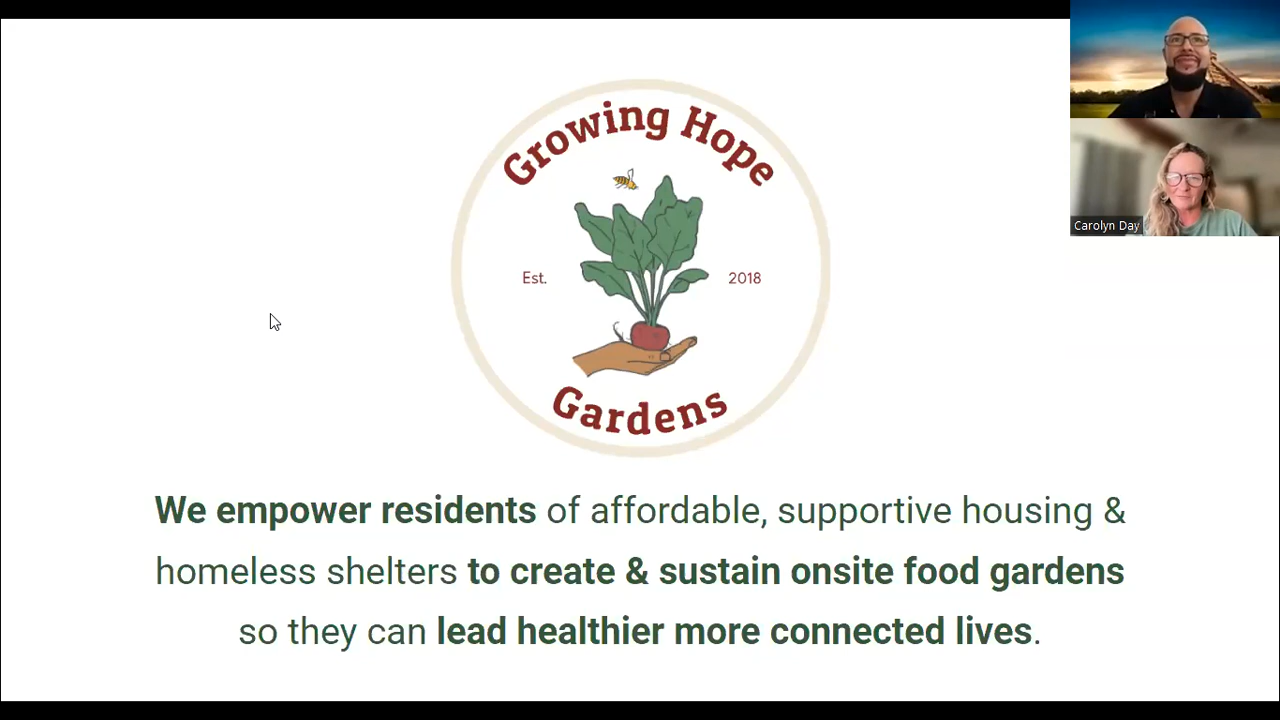 Growing Hope
Est. 2018
Gardens
We empower residents of affordable, supportive housing &
homeless shelters to create & sustain onsite food gardens
so they can lead healthier more connected lives.
Carolyn Day